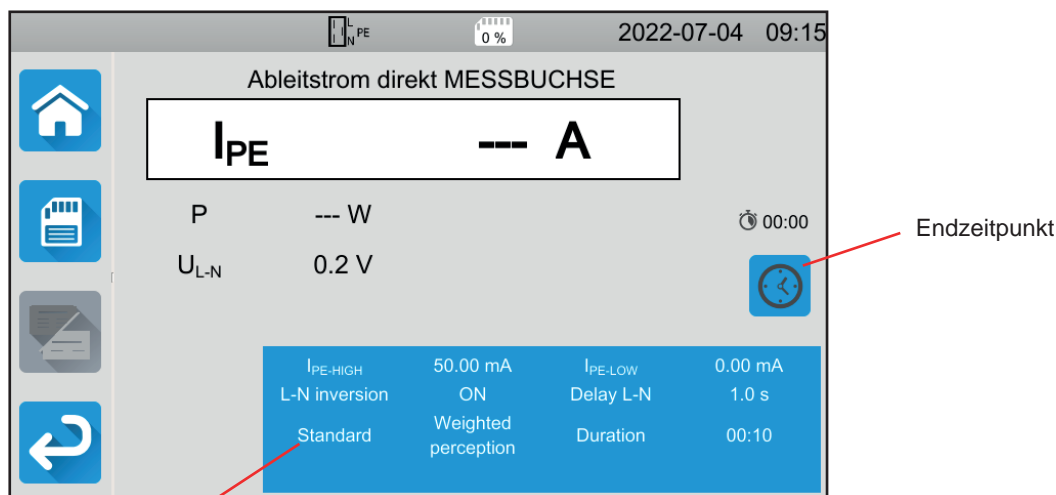 L N PE 0 % 2022-07-04 09:15
Ableitstrom direkt MESSBUCHSE
IPE --- A
P --- W
00:00
UL-N 0.2 V
Endzeitpunkt
IPE-HIGH 50.00 mA IPE-LOW 0.00 mA
L-N inversion ON Delay L-N 1.0 s
Standard Weighted perception Duration 00:10